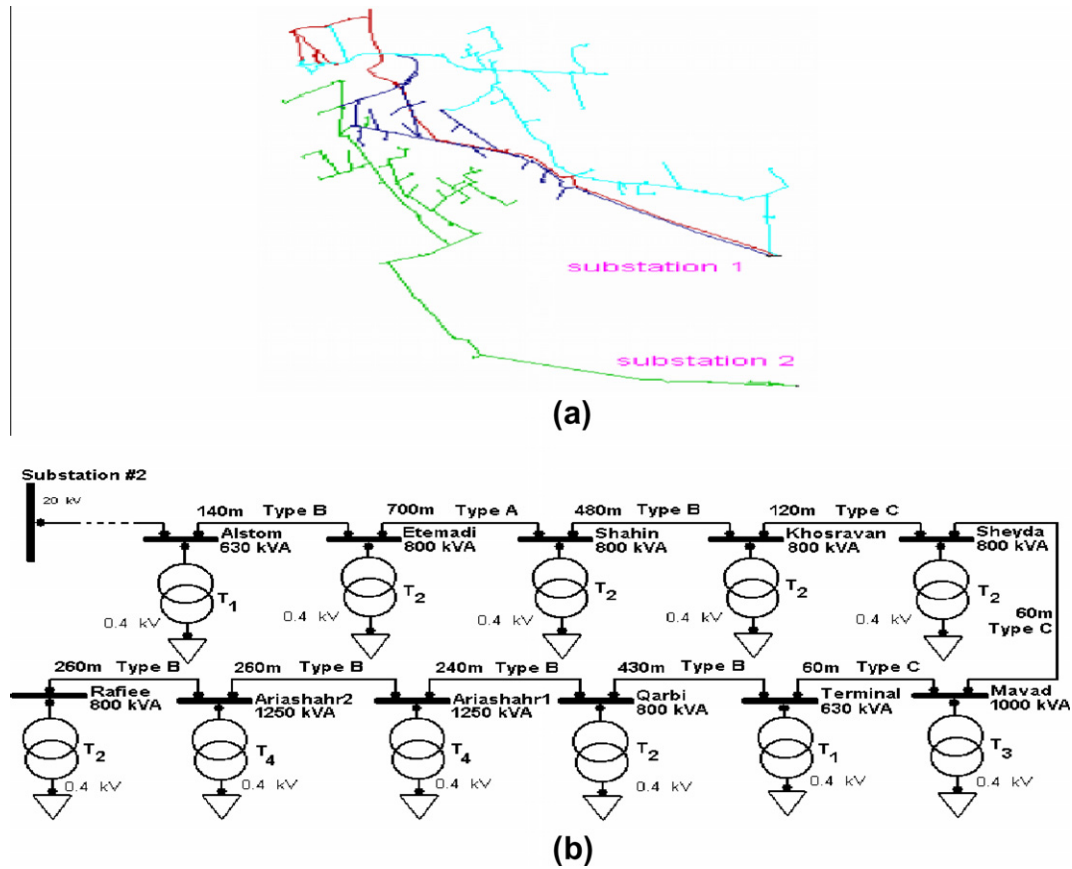 substation 1
substation 2
(a)
Substation #2
20 kV
140m Type B
700m Type A
480m Type B
120m Type C
Alstom
630 kVA
Etemadi
800 kVA
Shahin
800 kVA
Khosravan
800 kVA
Sheyda
800 kVA
T1
T2
T2
T2
T2
0.4 kV
0.4 kV
0.4 kV
0.4 kV
0.4 kV
60m
Type C
260m Type B
260m Type B
240m Type B
430m Type B
60m Type C
Rafiee
800 kVA
Ariashahr2
1250 kVA
Ariashahr1
1250 kVA
Qarbi
800 kVA
Terminal
630 kVA
Mavad
1000 kVA
T2
T4
T4
T2
T1
T3
0.4 kV
0.4 kV
0.4 kV
0.4 kV
0.4 kV
0.4 kV
(b)